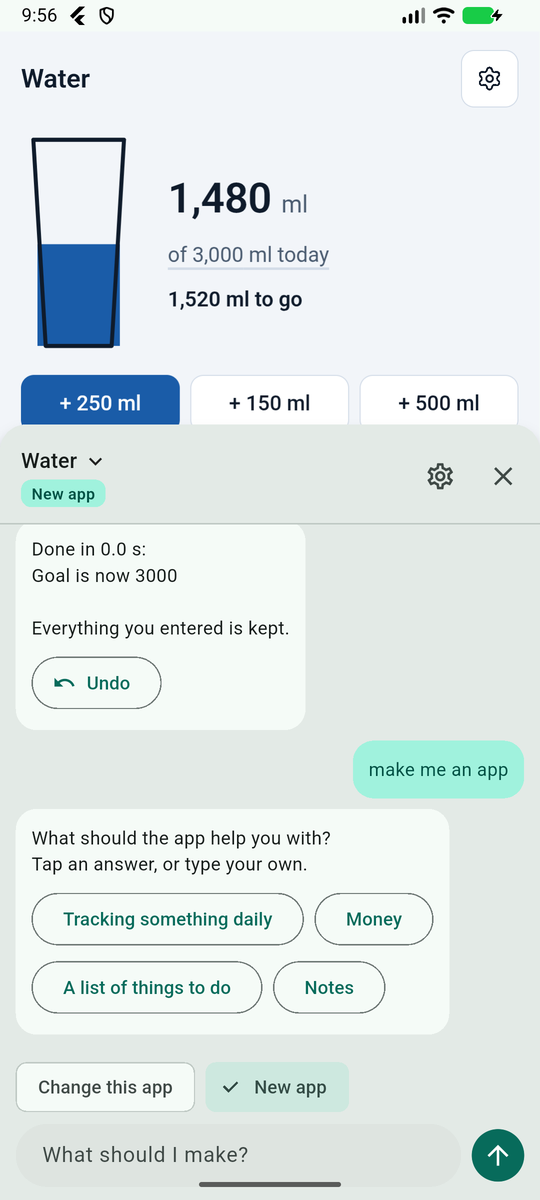 9:56
Water
1,480 ml
of 3,000 ml today
1,520 ml to go
+ 250 ml
+ 150 ml
+ 500 ml
Water
New app
Done in 0.0 s:
Goal is now 3000
Everything you entered is kept.
Undo
make me an app
What should the app help you with?
Tap an answer, or type your own.
Tracking something daily
Money
A list of things to do
Notes
Change this app
New app
What should I make?